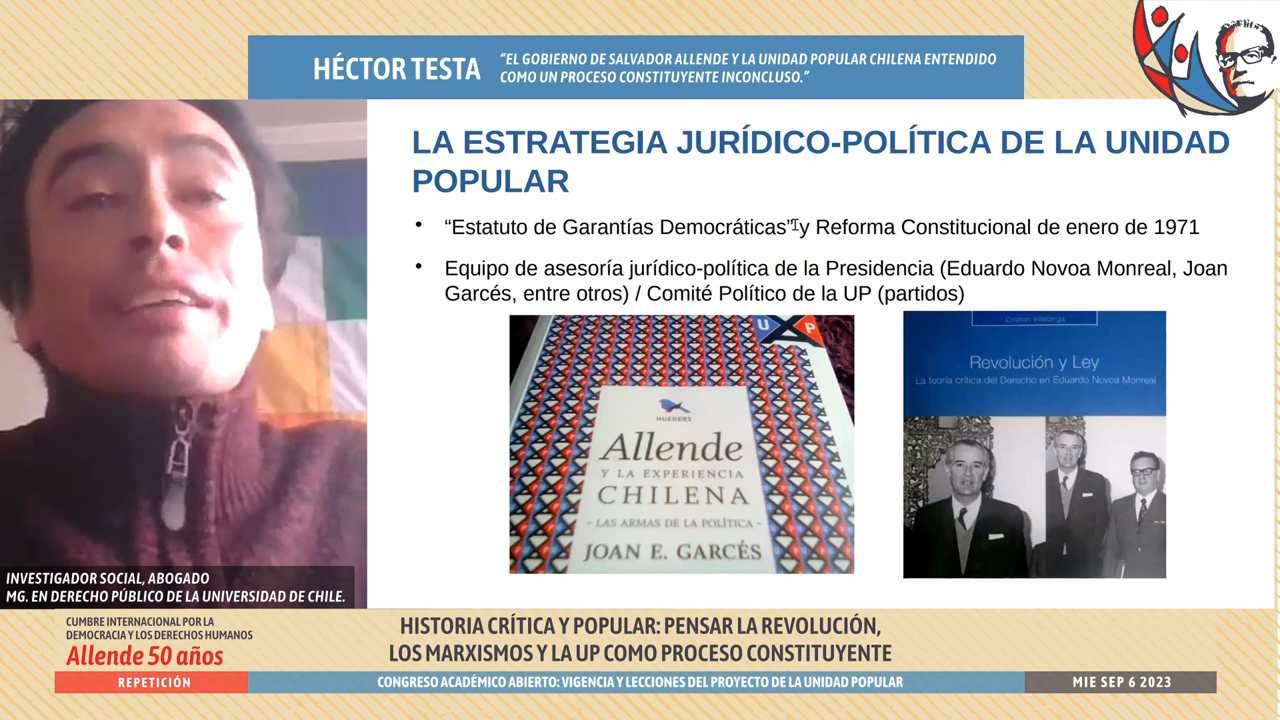 HÉCTOR TESTA
“EL GOBIERNO DE SALVADOR ALLENDE Y LA UNIDAD POPULAR CHILENA ENTENDIDO
COMO UN PROCESO CONSTITUYENTE INCONCLUSO.”
LA ESTRATEGIA JURÍDICO-POLÍTICA DE LA UNIDAD
POPULAR
• “Estatuto de Garantías Democráticas” y Reforma Constitucional de enero de 1971
• Equipo de asesoría jurídico-política de la Presidencia (Eduardo Novoa Monreal, Joan
Garcés, entre otros) / Comité Político de la UP (partidos)
U P
HUEDERS
Allende
Y LA EXPERIENCIA
CHILENA
- LAS ARMAS DE LA POLÍTICA -
JOAN E. GARCÉS
Revolución y Ley
La teoría crítica del Derecho en Eduardo Novoa Monreal
INVESTIGADOR SOCIAL, ABOGADO
MG. EN DERECHO PÚBLICO DE LA UNIVERSIDAD DE CHILE.
CUMBRE INTERNACIONAL POR LA
DEMOCRACIA Y LOS DERECHOS HUMANOS
Allende 50 años
REPETICIÓN
HISTORIA CRÍTICA Y POPULAR: PENSAR LA REVOLUCIÓN,
LOS MARXISMOS Y LA UP COMO PROCESO CONSTITUYENTE
CONGRESO ACADÉMICO ABIERTO: VIGENCIA Y LECCIONES DEL PROYECTO DE LA UNIDAD POPULAR
MIE SEP 6 2023